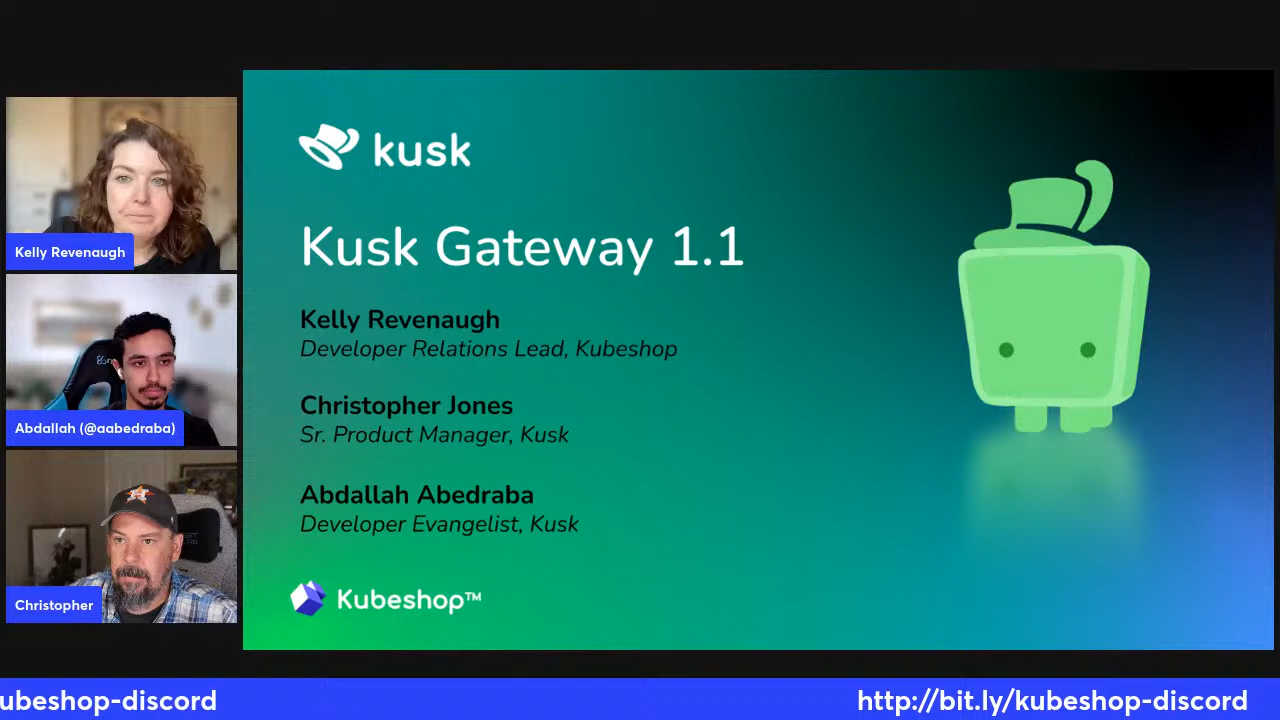 Kelly Revenaugh
Abdallah (@aabedraba)
Christopher
kusk
Kusk Gateway 1.1
Kelly Revenaugh
Developer Relations Lead, Kubeshop
Christopher Jones
Sr. Product Manager, Kusk
Abdallah Abedraba
Developer Evangelist, Kusk
Kubeshop™
ubeshop-discord
http://bit.ly/kubeshop-discord